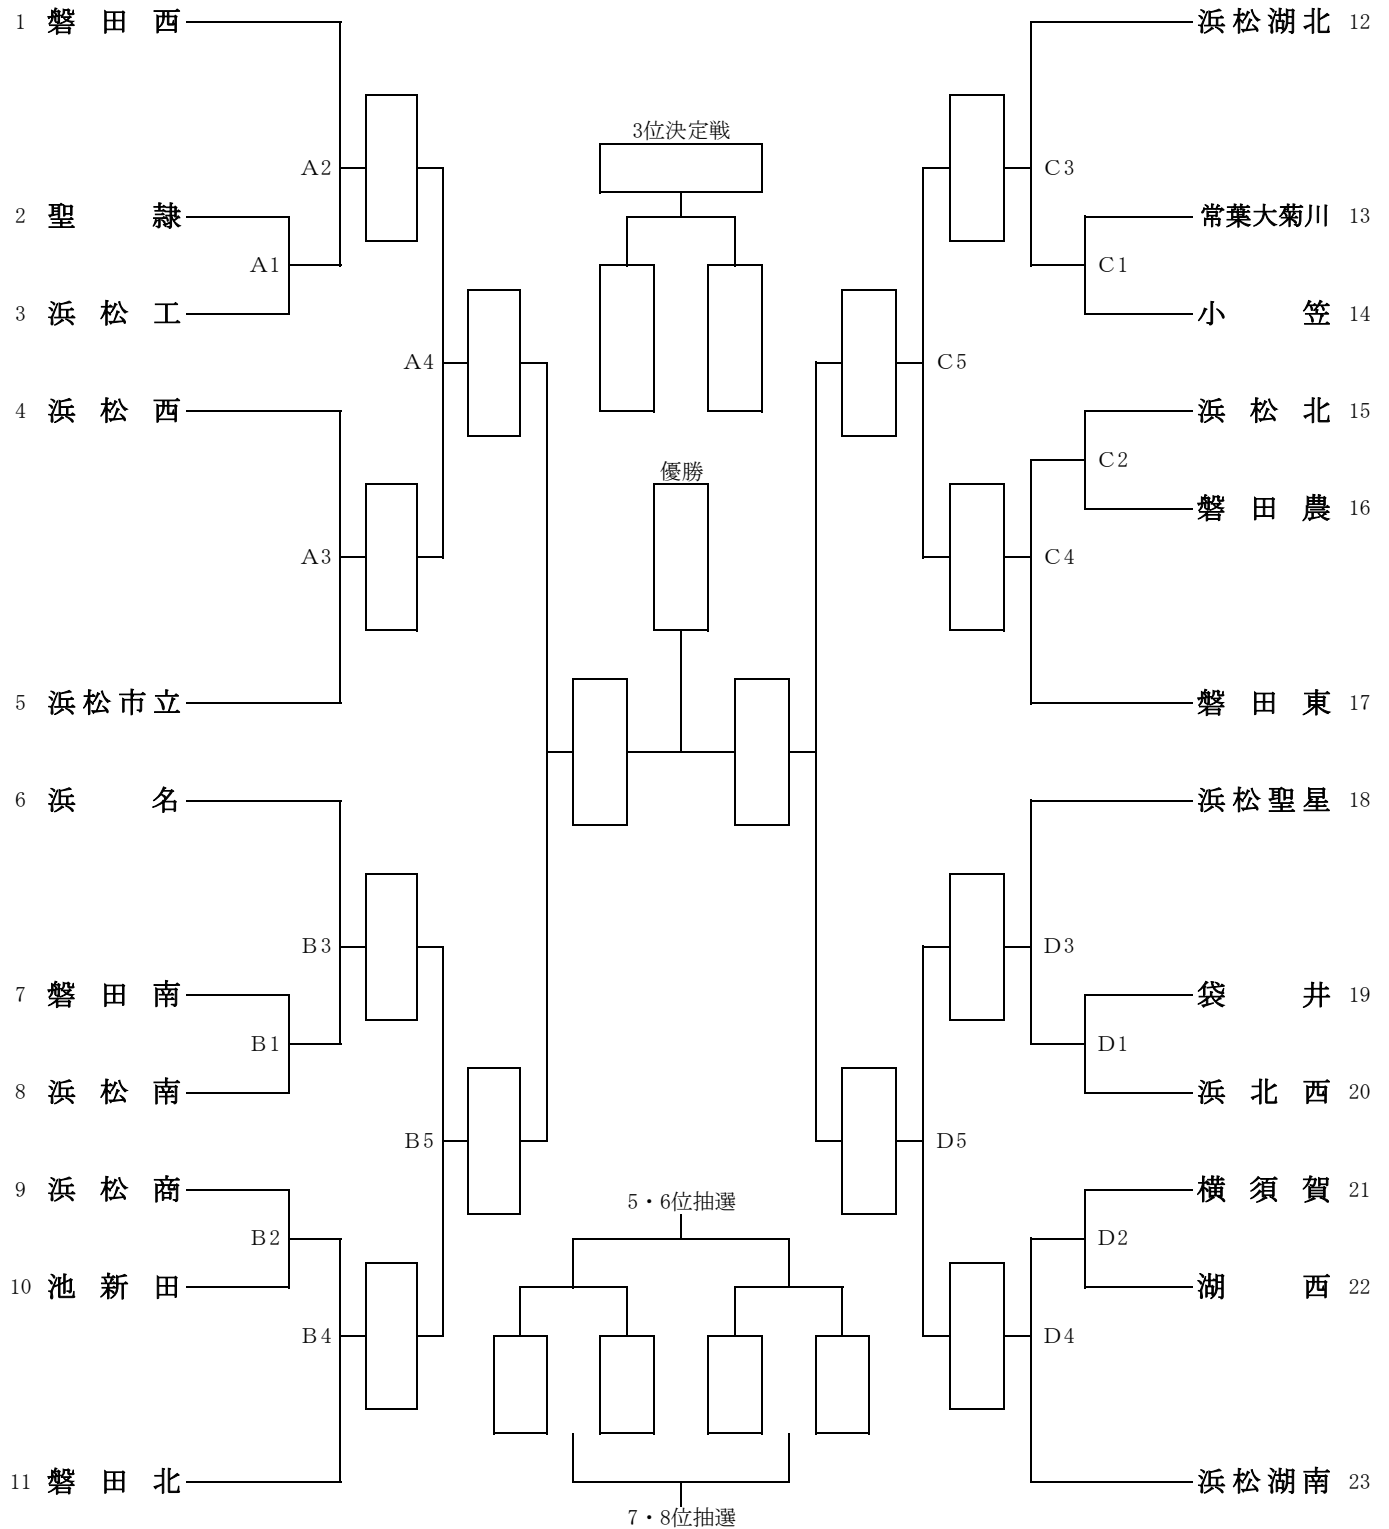 1 磐田西
A2
2 聖隷
A1
3 浜松工
A4
4 浜松西
A3
5 浜松市立
6 浜名
B3
7 磐田南
B1
8 浜松南
B5
9 浜松商
B2
10 池新田
B4
11 磐田北
3位決定戦
優勝
5・6位抽選
7・8位抽選
浜松湖北 12
C3
常葉大菊川 13
C1
小笠 14
C5
浜松北 15
C2
磐田農 16
C4
磐田東 17
浜松聖星 18
D3
袋井 19
D1
浜北西 20
D5
横須賀 21
D2
湖西 22
D4
浜松湖南 23